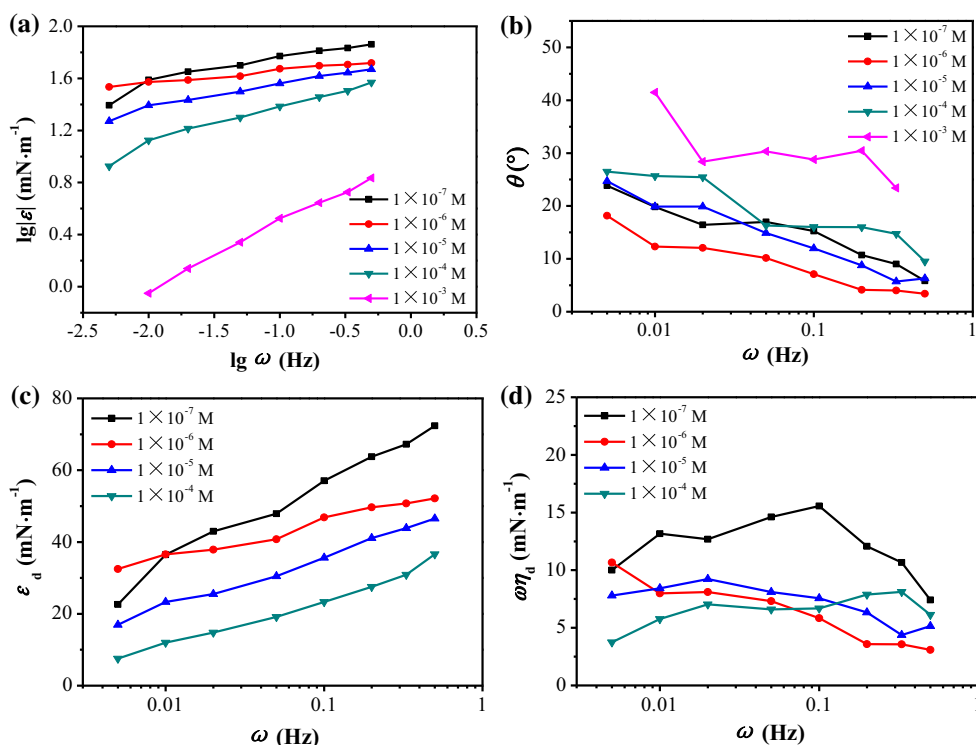 (a)
lg|ε| (mN·m⁻¹)
2.0
1.6
1.2
0.8
0.4
0.0
1×10⁻⁷ M
1×10⁻⁶ M
1×10⁻⁵ M
1×10⁻⁴ M
1×10⁻³ M
-2.5 -2.0 -1.5 -1.0 -0.5 0.0 0.5
lg ω (Hz)
(b)
θ (°)
50
40
30
20
10
0
1×10⁻⁷ M
1×10⁻⁶ M
1×10⁻⁵ M
1×10⁻⁴ M
1×10⁻³ M
0.01 0.1 1
ω (Hz)
(c)
ε_d (mN·m⁻¹)
80
60
40
20
0
1×10⁻⁷ M
1×10⁻⁶ M
1×10⁻⁵ M
1×10⁻⁴ M
0.01 0.1 1
ω (Hz)
(d)
ωη_d (mN·m⁻¹)
25
20
15
10
5
0
1×10⁻⁷ M
1×10⁻⁶ M
1×10⁻⁵ M
1×10⁻⁴ M
0.01 0.1 1
ω (Hz)